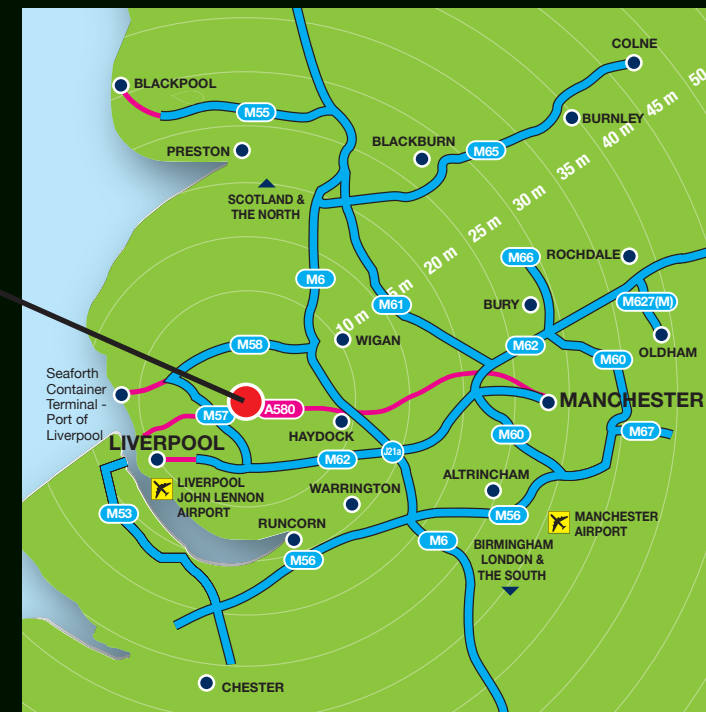 COLNE
BLACKPOOL
50
45 m
M55
BURNLEY
40 m
BLACKBURN
PRESTON
M65
35 m
30 m
SCOTLAND &
THE NORTH
25 m
20 m
M66
ROCHDALE
M6
15 m
M61
BURY
M627(M)
10 m
WIGAN
M58
M62
OLDHAM
M60
Seaforth
Container
Terminal -
Port of
Liverpool
M57
A580
MANCHESTER
HAYDOCK
LIVERPOOL
M60
M67
M62
J21a
LIVERPOOL
JOHN LENNON
AIRPORT
ALTRINCHAM
WARRINGTON
M53
M56
MANCHESTER
AIRPORT
RUNCORN
M6
BIRMINGHAM
LONDON &
THE SOUTH
M56
CHESTER